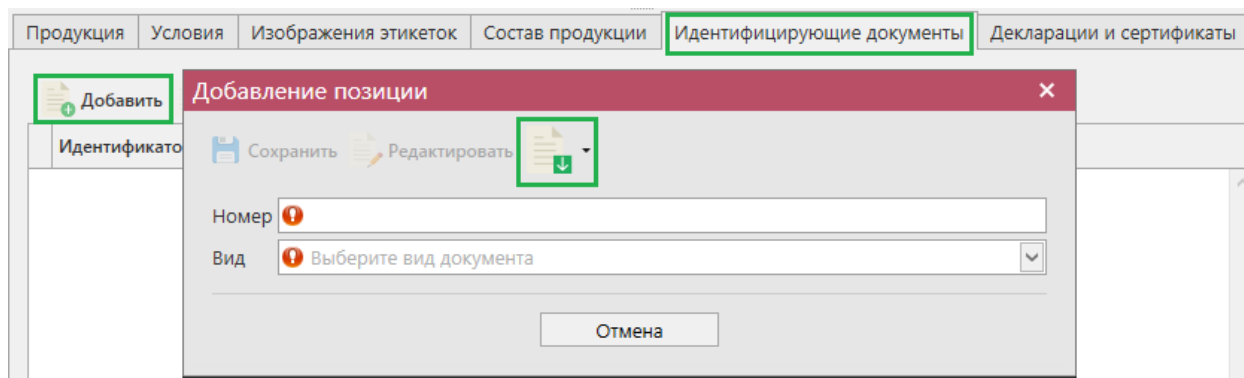 Продукция Условия Изображения этикеток Состав продукции Идентифицирующие документы Декларации и сертификаты
Добавить
Добавление позиции
Идентификато
Сохранить Редактировать
Номер
Вид Выберите вид документа
Отмена